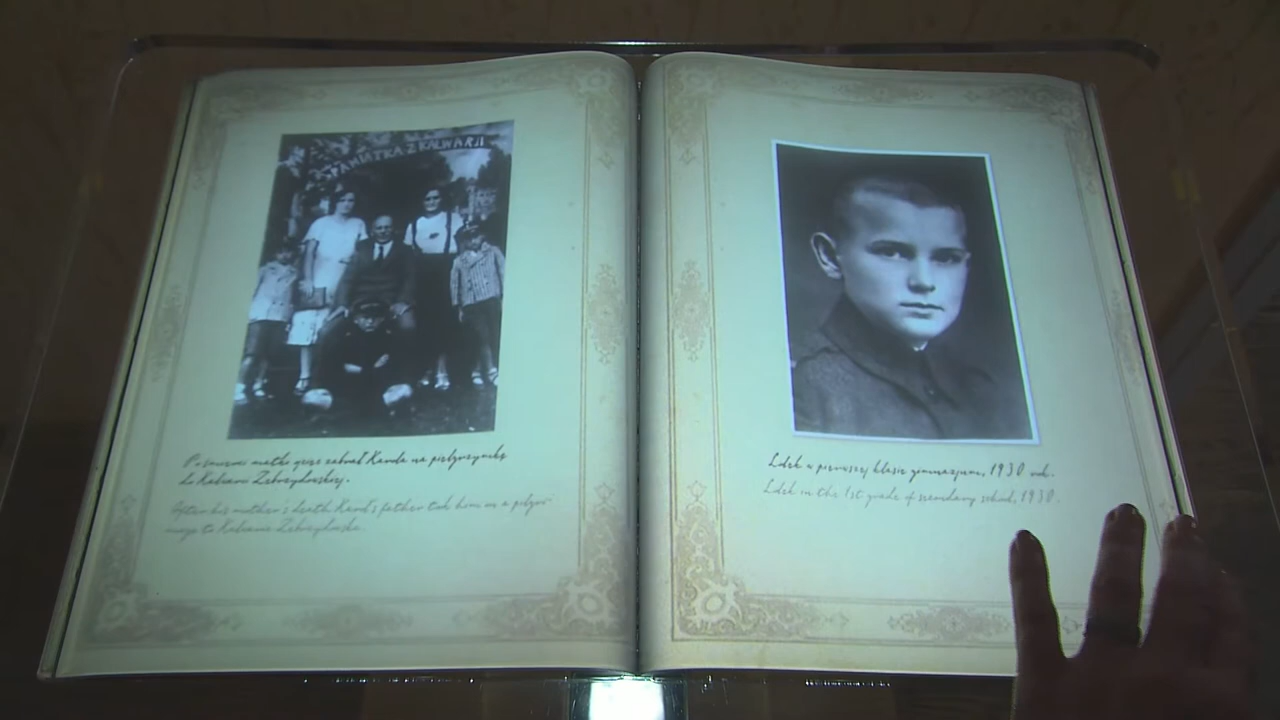 PAMIĄTKA Z KALWARJI
Po śmierci matki ojciec zabrał Karola na pielgrzymkę
do Kalwarii Zebrzydowskiej.
After his mother's death Karol's father took him on a pilgri-
mage to Kalwaria Zebrzydowska.
Lolek w pierwszej klasie gimnazjum, 1930 rok.
Lolek in the 1st grade of secondary school, 1930.